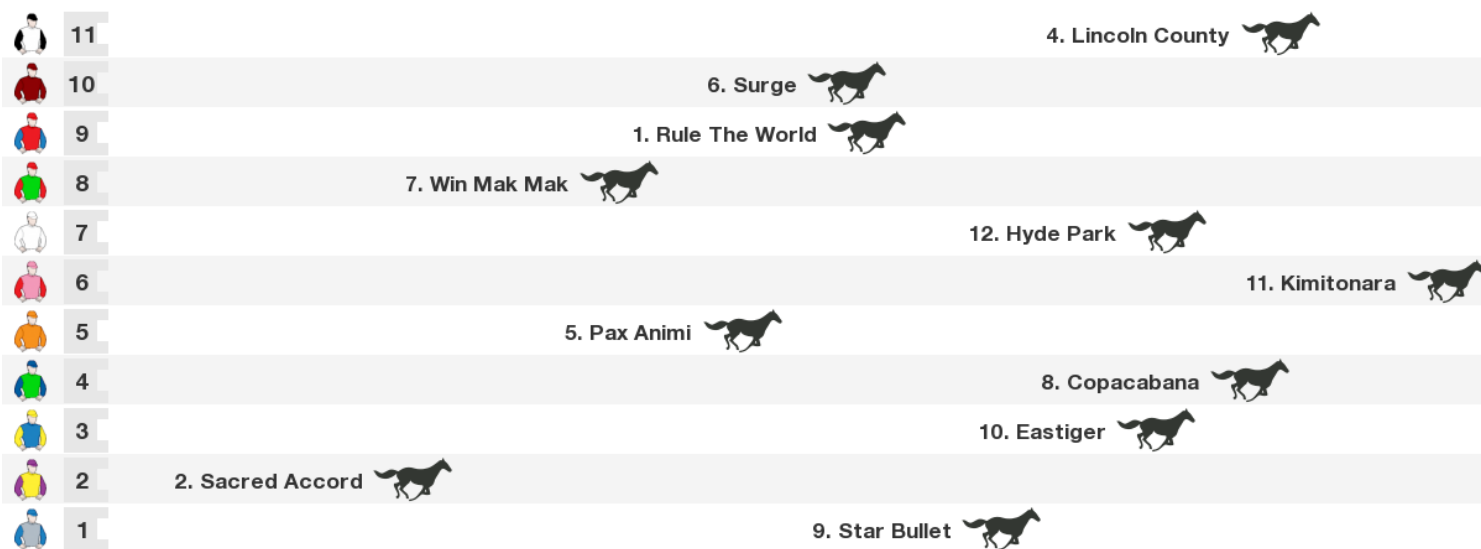 11 4. Lincoln County
10 6. Surge
9 1. Rule The World
8 7. Win Mak Mak
7 12. Hyde Park
6 11. Kimitonara
5 5. Pax Animi
4 8. Copacabana
3 10. Eastiger
2 2. Sacred Accord
1 9. Star Bullet